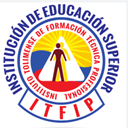 INSTITUCIÓN DE EDUCACIÓN SUPERIOR
INSTITUTO TOLIMENSE DE FORMACIÓN TÉCNICA PROFESIONAL
ITFIP